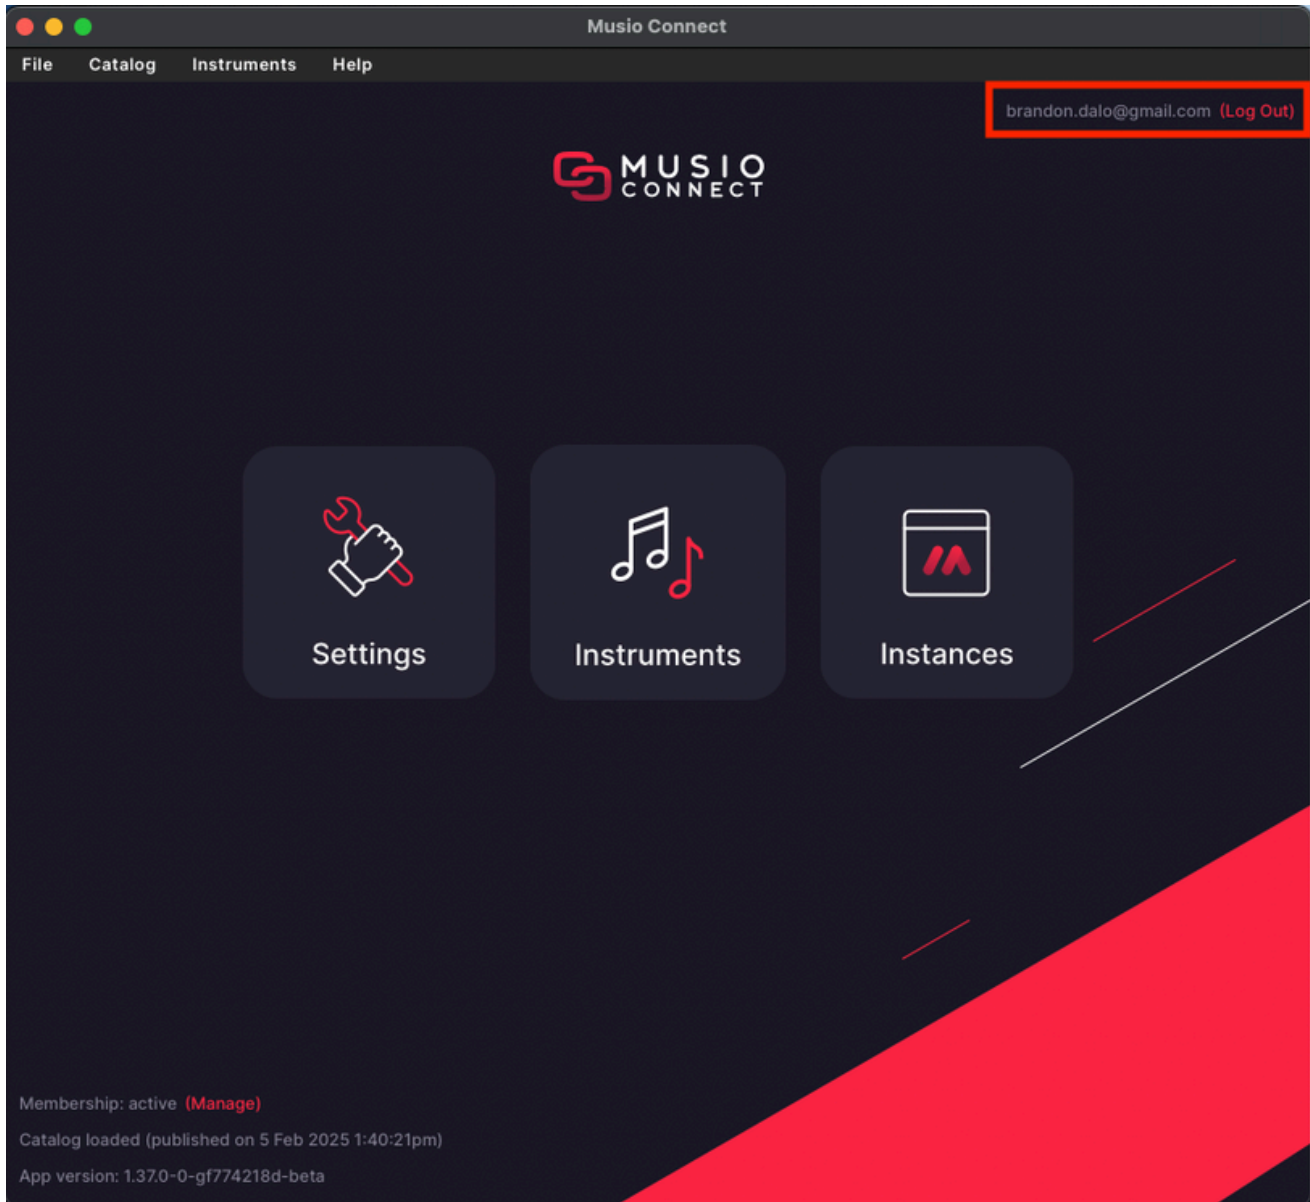 Musio Connect
File Catalog Instruments Help
brandon.dalo@gmail.com (Log Out)
MUSIO
CONNECT
Settings Instruments Instances
Membership: active (Manage)
Catalog loaded (published on 5 Feb 2025 1:40:21pm)
App version: 1.37.0-0-gf774218d-beta